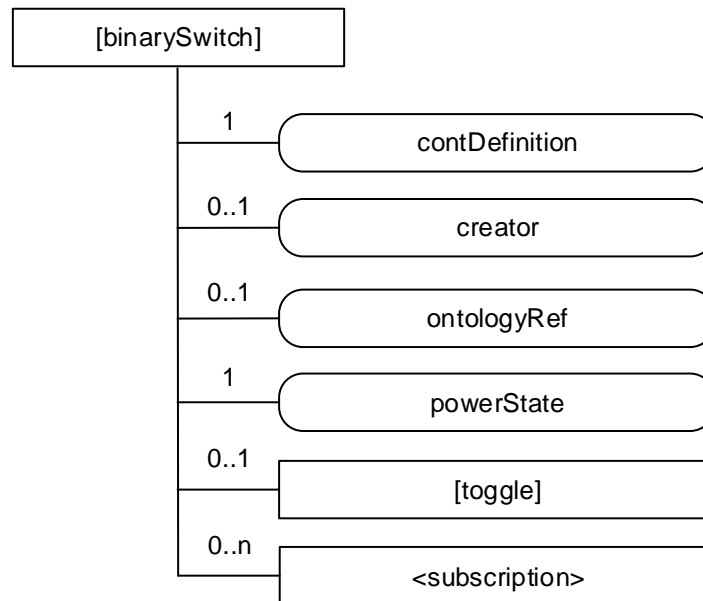 [binarySwitch]
1
contDefinition
0..1
creator
0..1
ontologyRef
1
powerState
0..1
[toggle]
0..n
<subscription>